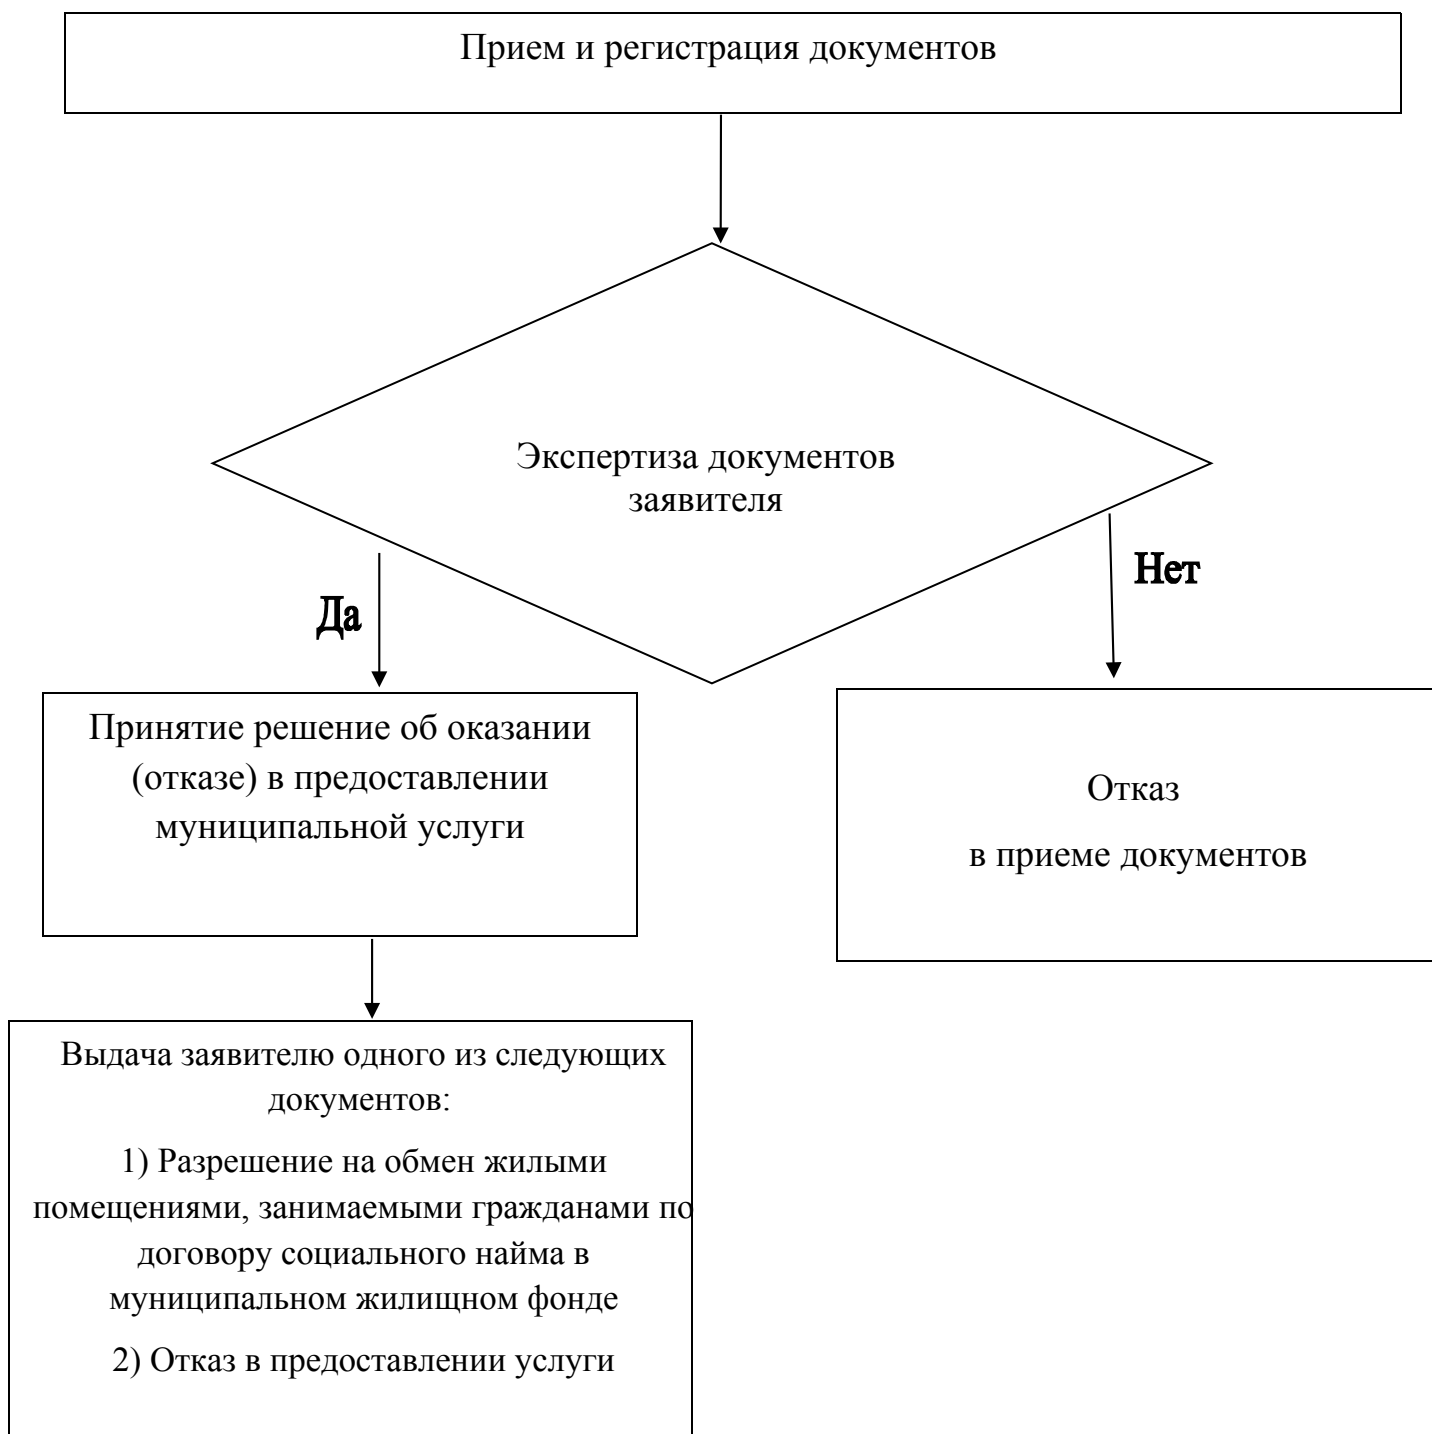 Прием и регистрация документов
Экспертиза документов
заявителя
Да
Нет
Принятие решение об оказании
(отказе) в предоставлении
муниципальной услуги
Отказ
в приеме документов
Выдача заявителю одного из следующих
документов:
1) Разрешение на обмен жилыми
помещениями, занимаемыми гражданами по
договору социального найма в
муниципальном жилищном фонде
2) Отказ в предоставлении услуги